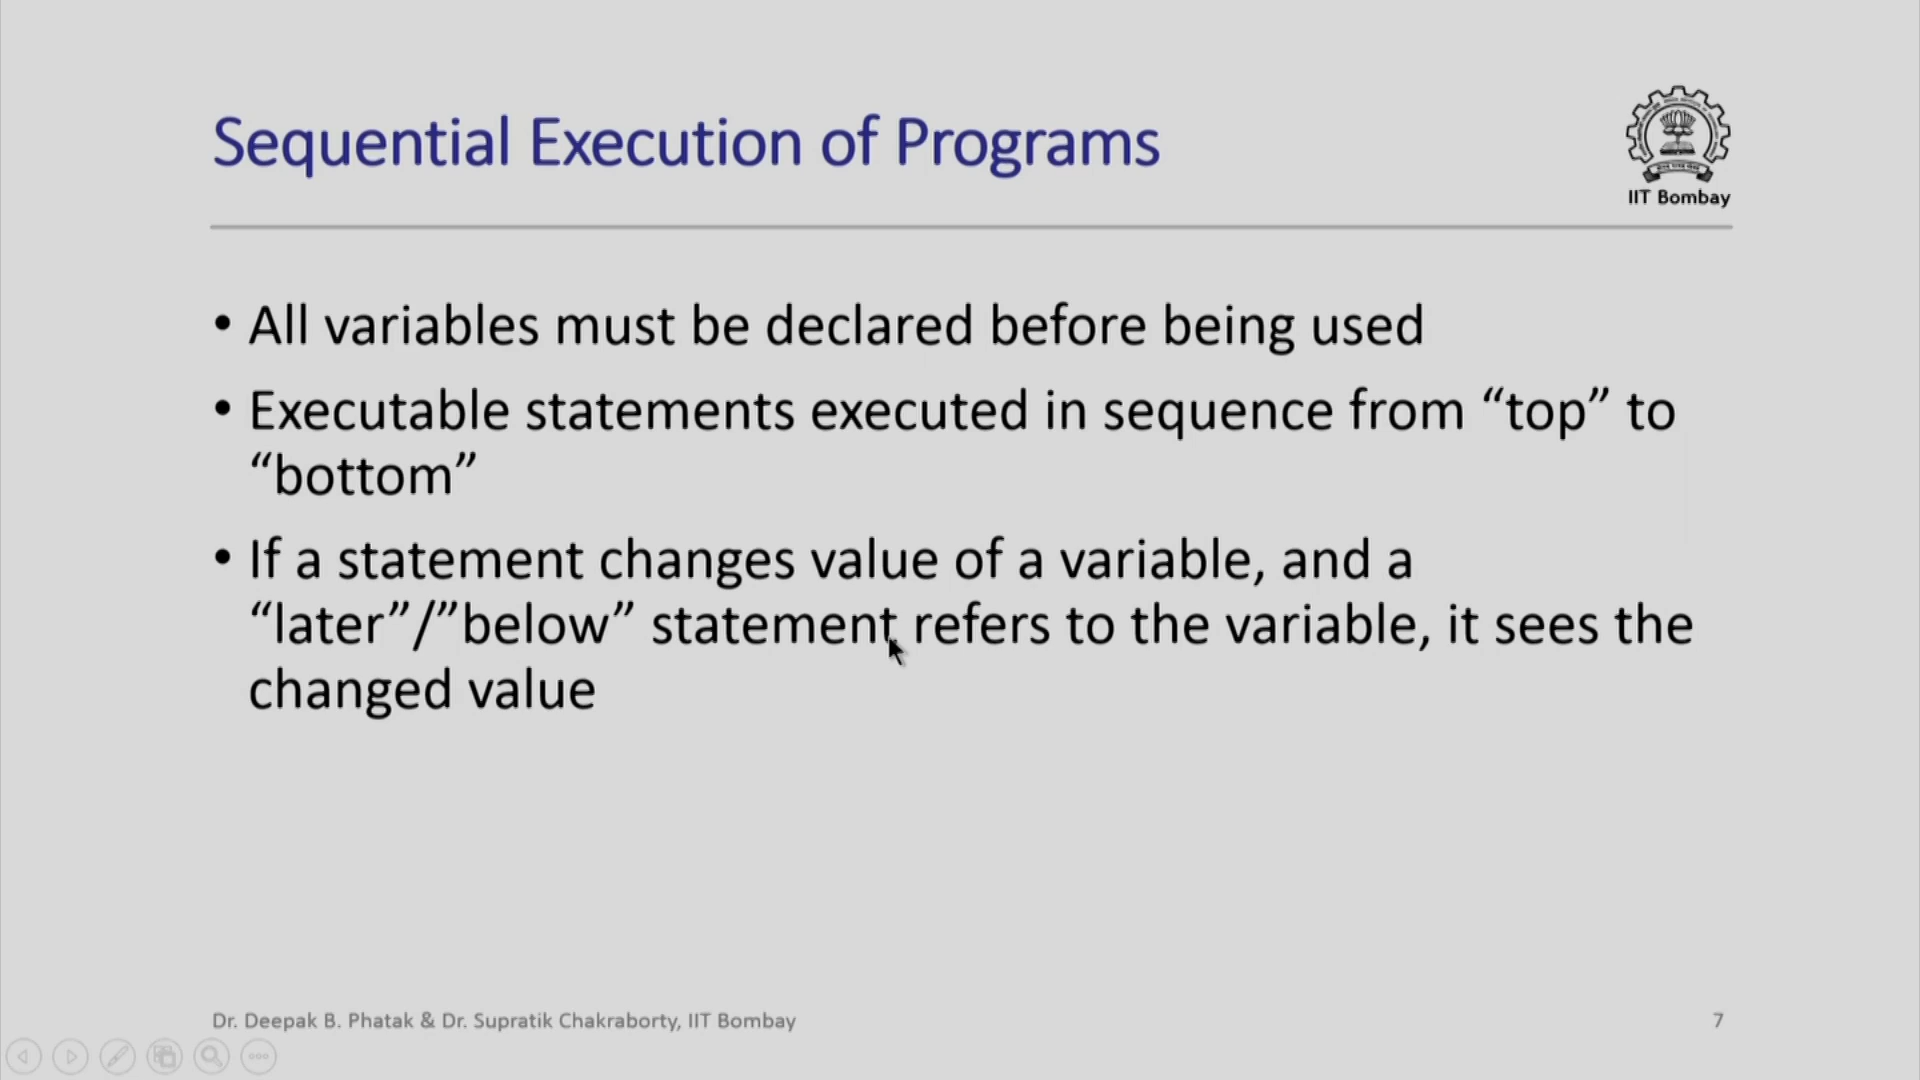 Sequential Execution of Programs
IIT Bombay
• All variables must be declared before being used
• Executable statements executed in sequence from “top” to
“bottom”
• If a statement changes value of a variable, and a
“later”/”below” statement refers to the variable, it sees the
changed value
Dr. Deepak B. Phatak & Dr. Supratik Chakraborty, IIT Bombay
7